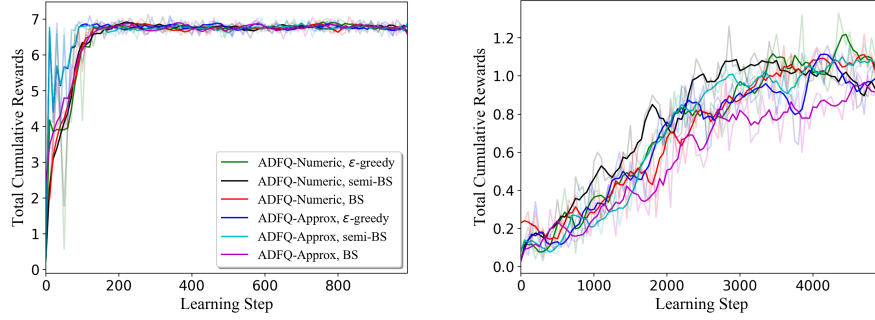 7
6
5
4
3
2
1
0
Total Cumulative Rewards
0
200
400
600
800
Learning Step
ADFQ-Numeric, ε-greedy
ADFQ-Numeric, semi-BS
ADFQ-Numeric, BS
ADFQ-Approx, ε-greedy
ADFQ-Approx, semi-BS
ADFQ-Approx, BS
1.2
1.0
0.8
0.6
0.4
0.2
0.0
Total Cumulative Rewards
0
1000
2000
3000
4000
Learning Step